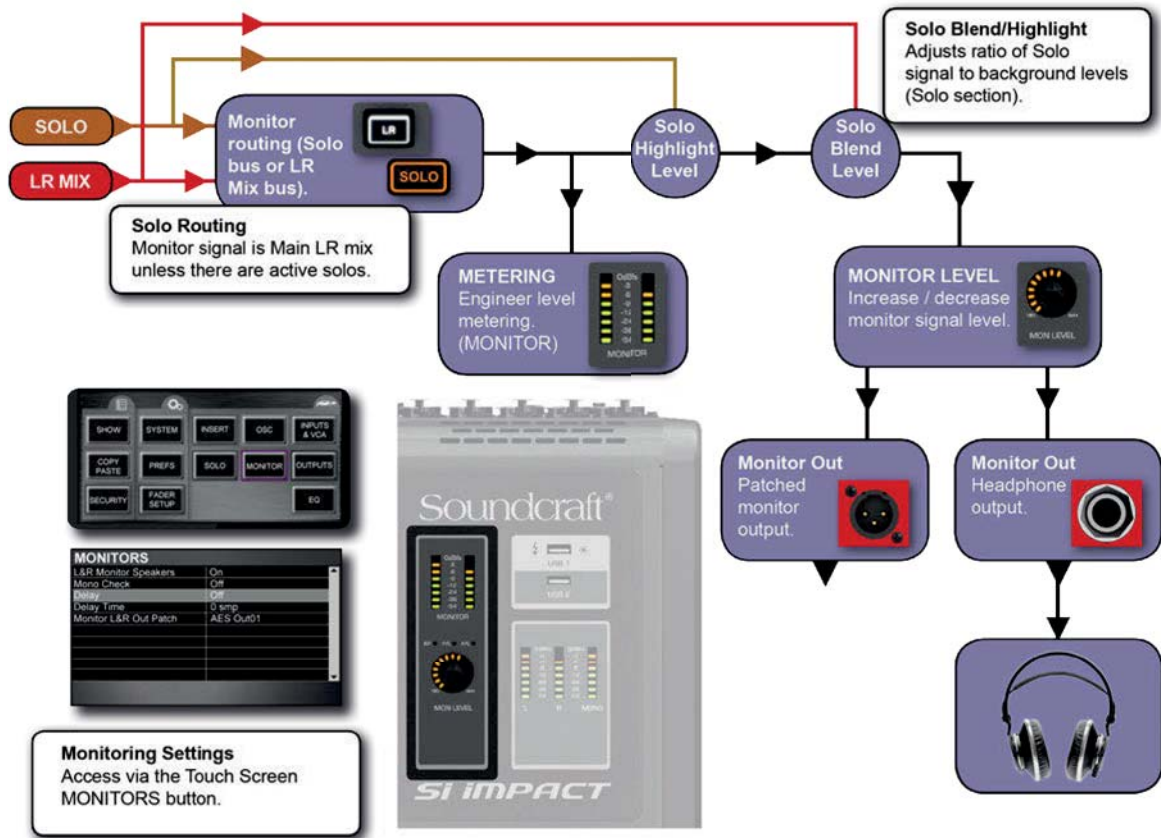 Solo Blend/Highlight
Adjusts ratio of Solo
signal to background levels
(Solo section).
SOLO
LR MIX
Monitor
routing (Solo
bus or LR
Mix bus).
LR
SOLO
Solo
Highlight
Level
Solo
Blend
Level
Solo Routing
Monitor signal is Main LR mix
unless there are active solos.
METERING
Engineer level
metering.
(MONITOR)
-12
-24
-36
MONITOR
MONITOR LEVEL
Increase / decrease
monitor signal level.
MON LEVEL
SHOW
SYSTEM
INSERT
OSC
INPUTS
& VCA
COPY
PASTE
PREFS
SOLO
MONITOR
OUTPUTS
SECURITY
FADER
SETUP
EQ
MONITORS
L&R Monitor Speakers On
Mono Check Off
Delay Off
Delay Time 0 smp
Monitor L&R Out Patch AES Out01
Monitoring Settings
Access via the Touch Screen
MONITORS button.
Soundcraft®
MONITOR
MON LEVEL
USB 1
L
R
MONO
Si IMPACT
Monitor Out
Patched
monitor
output.
Monitor Out
Headphone
output.